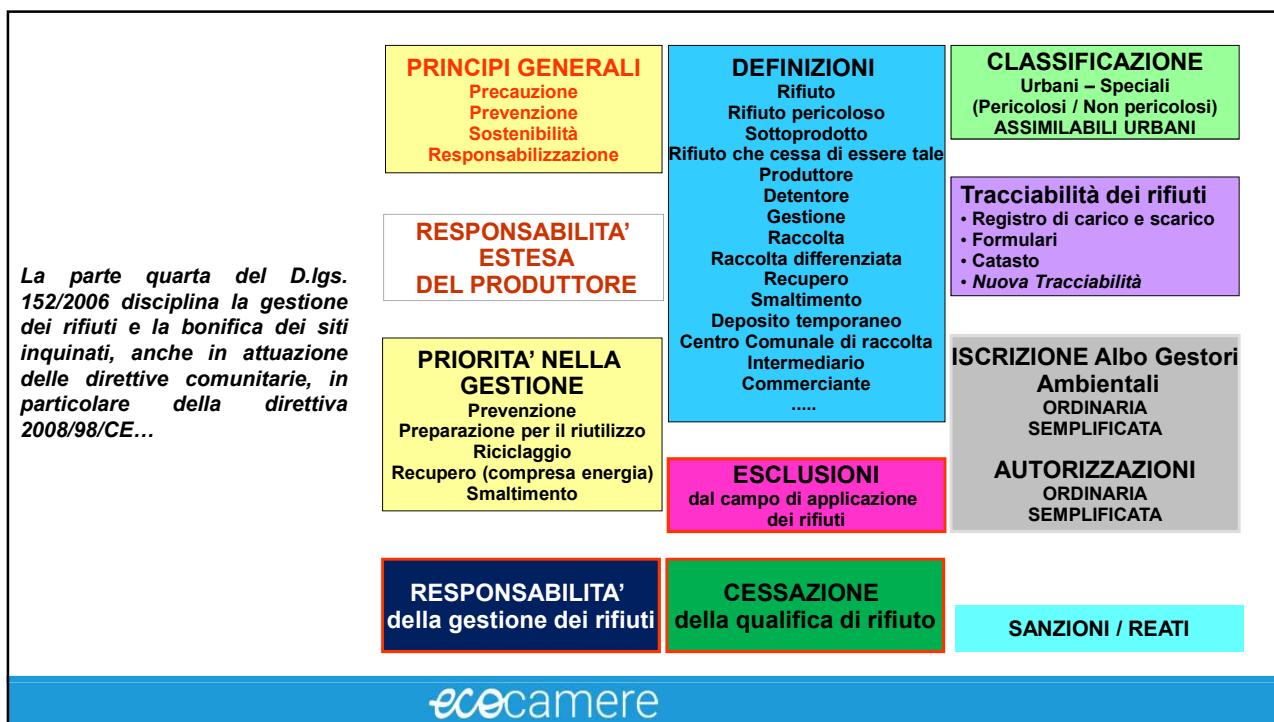 La parte quarta del D.lgs.
152/2006 disciplina la gestione
dei rifiuti e la bonifica dei siti
inquinati, anche in attuazione
delle direttive comunitarie, in
particolare della direttiva
2008/98/CE…
PRINCIPI GENERALI
Precauzione
Prevenzione
Sostenibilità
Responsabilizzazione
RESPONSABILITA’
ESTESA
DEL PRODUTTORE
PRIORITA’ NELLA
GESTIONE
Prevenzione
Preparazione per il riutilizzo
Riciclaggio
Recupero (compresa energia)
Smaltimento
RESPONSABILITA’
della gestione dei rifiuti
DEFINIZIONI
Rifiuto
Rifiuto pericoloso
Sottoprodotto
Rifiuto che cessa di essere tale
Produttore
Detentore
Gestione
Raccolta
Raccolta differenziata
Recupero
Smaltimento
Deposito temporaneo
Centro Comunale di raccolta
Intermediario
Commerciante
.....
ESCLUSIONI
dal campo di applicazione
dei rifiuti
CESSAZIONE
della qualifica di rifiuto
CLASSIFICAZIONE
Urbani – Speciali
(Pericolosi / Non pericolosi)
ASSIMILABILI URBANI
Tracciabilità dei rifiuti
• Registro di carico e scarico
• Formulari
• Catasto
• Nuova Tracciabilità
ISCRIZIONE Albo Gestori
Ambientali
ORDINARIA
SEMPLIFICATA
AUTORIZZAZIONI
ORDINARIA
SEMPLIFICATA
SANZIONI / REATI
ecocamere